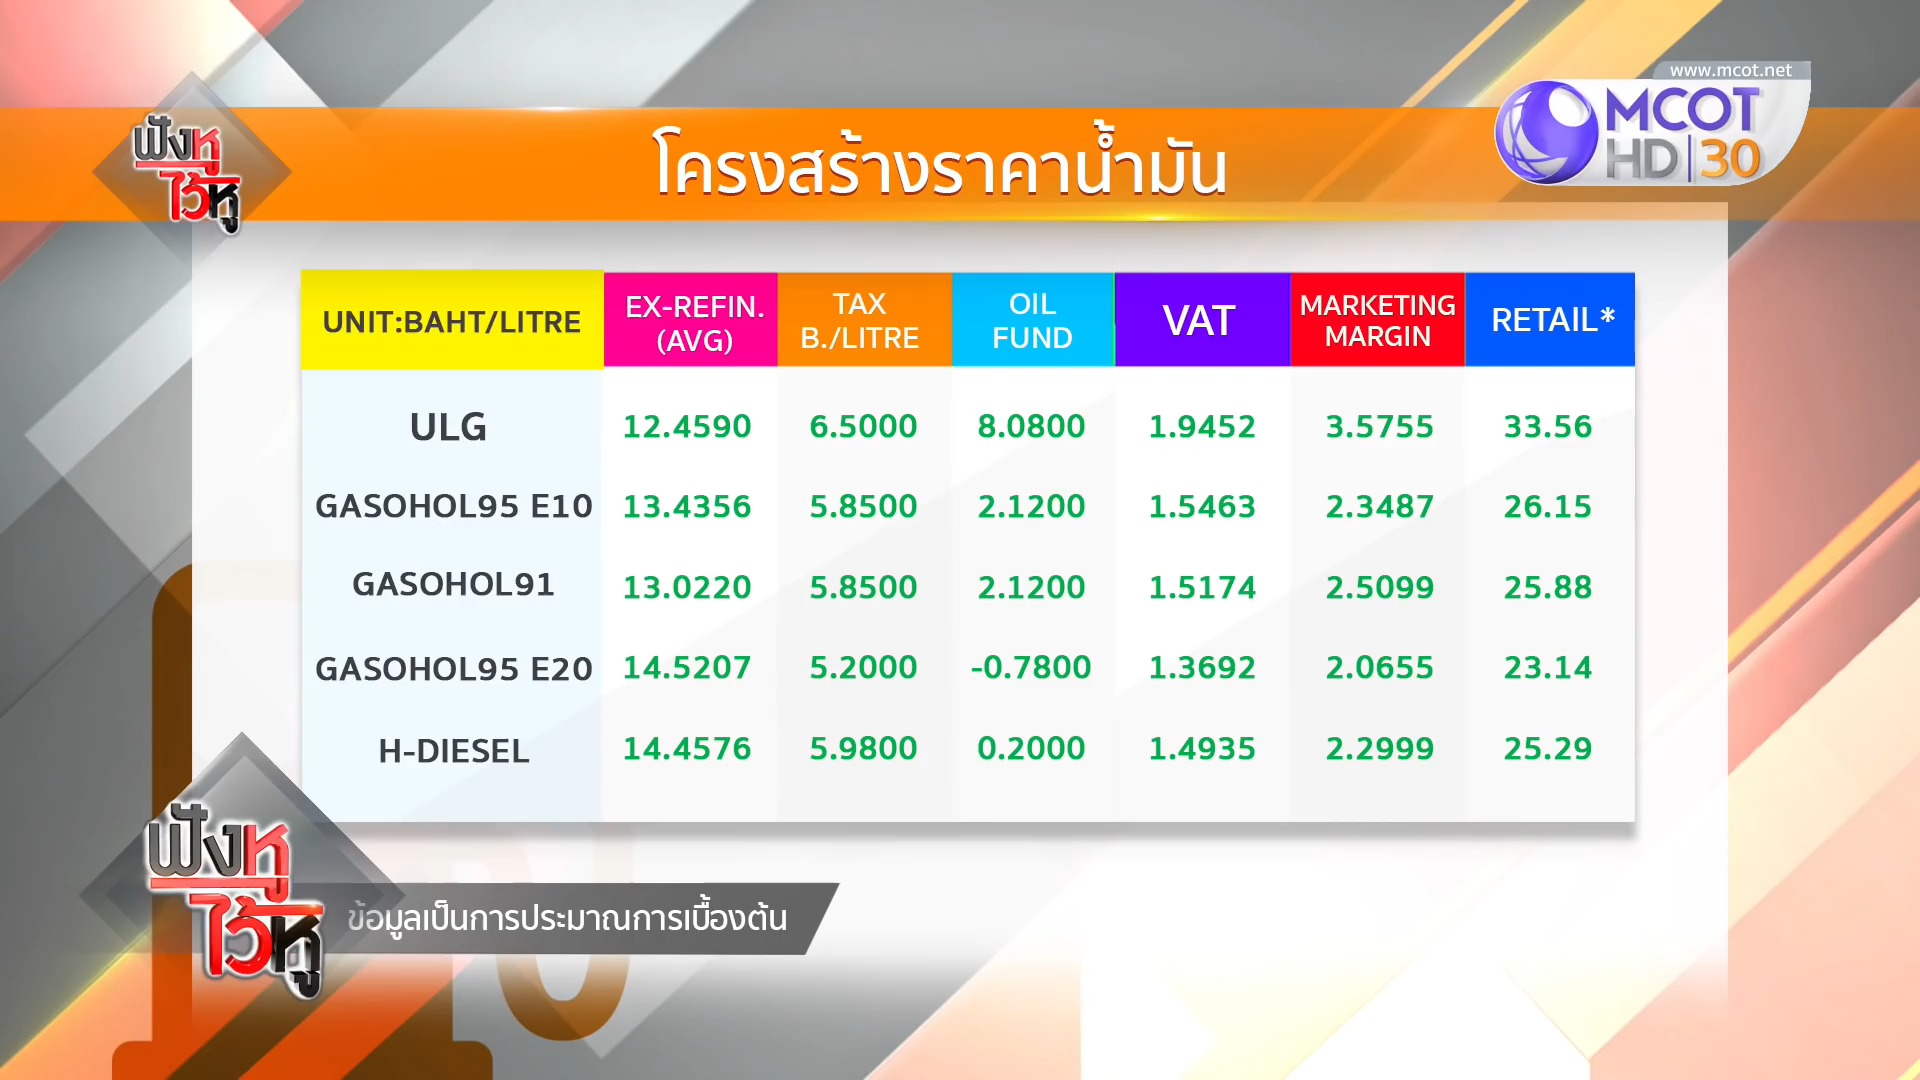 www.mcot.net
MCOT
HD 30
ฟังหู
ไว้หู
โครงสร้างราคาน้ำมัน
UNIT:BAHT/LITRE EX-REFIN. (AVG) TAX B./LITRE OIL FUND VAT MARKETING MARGIN RETAIL*
ULG 12.4590 6.5000 8.0800 1.9452 3.5755 33.56
GASOHOL95 E10 13.4356 5.8500 2.1200 1.5463 2.3487 26.15
GASOHOL91 13.0220 5.8500 2.1200 1.5174 2.5099 25.88
GASOHOL95 E20 14.5207 5.2000 -0.7800 1.3692 2.0655 23.14
H-DIESEL 14.4576 5.9800 0.2000 1.4935 2.2999 25.29
ฟังหู
ไว้หู
ข้อมูลเป็นการประมาณการเบื้องต้น